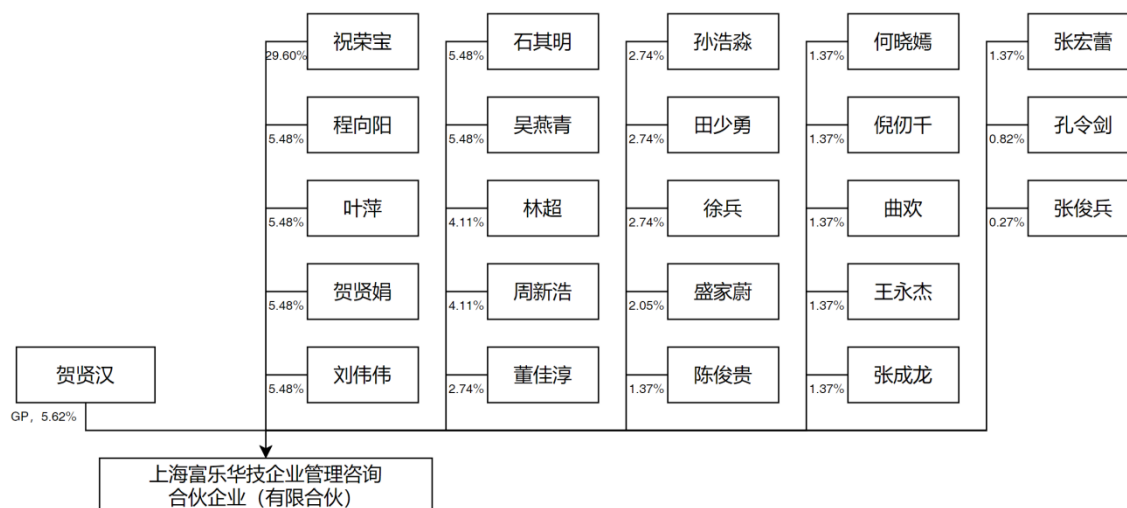 祝荣宝
石其明
孙浩淼
何晓嫣
张宏蕾
29.60%
5.48%
2.74%
1.37%
1.37%
程向阳
吴燕青
田少勇
倪仞千
孔令剑
5.48%
5.48%
2.74%
1.37%
0.82%
叶萍
林超
徐兵
曲欢
张俊兵
5.48%
4.11%
2.74%
1.37%
0.27%
贺贤娟
周新浩
盛家蔚
王永杰
5.48%
4.11%
2.05%
1.37%
贺贤汉
刘伟伟
董佳淳
陈俊贵
张成龙
5.48%
2.74%
1.37%
1.37%
GP，5.62%
上海富乐华技企业管理咨询
合伙企业（有限合伙）